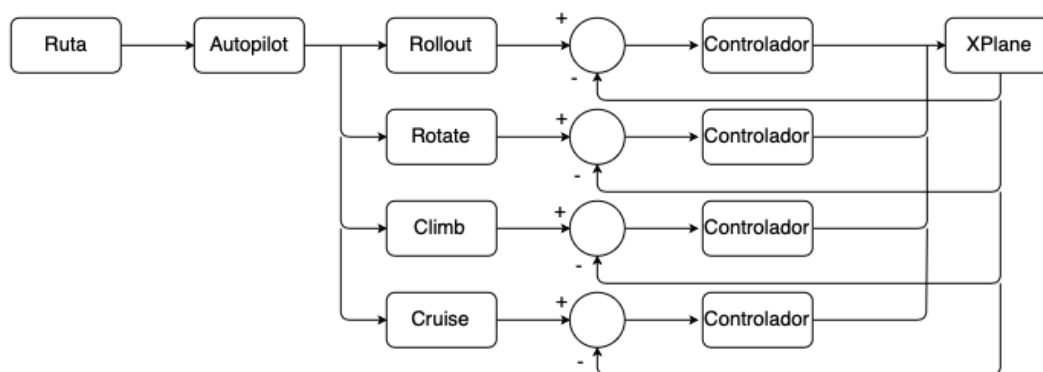 Ruta
Autopilot
Rollout
+
-
Controlador
XPlane
Rotate
+
-
Controlador
Climb
+
-
Controlador
Cruise
+
-
Controlador